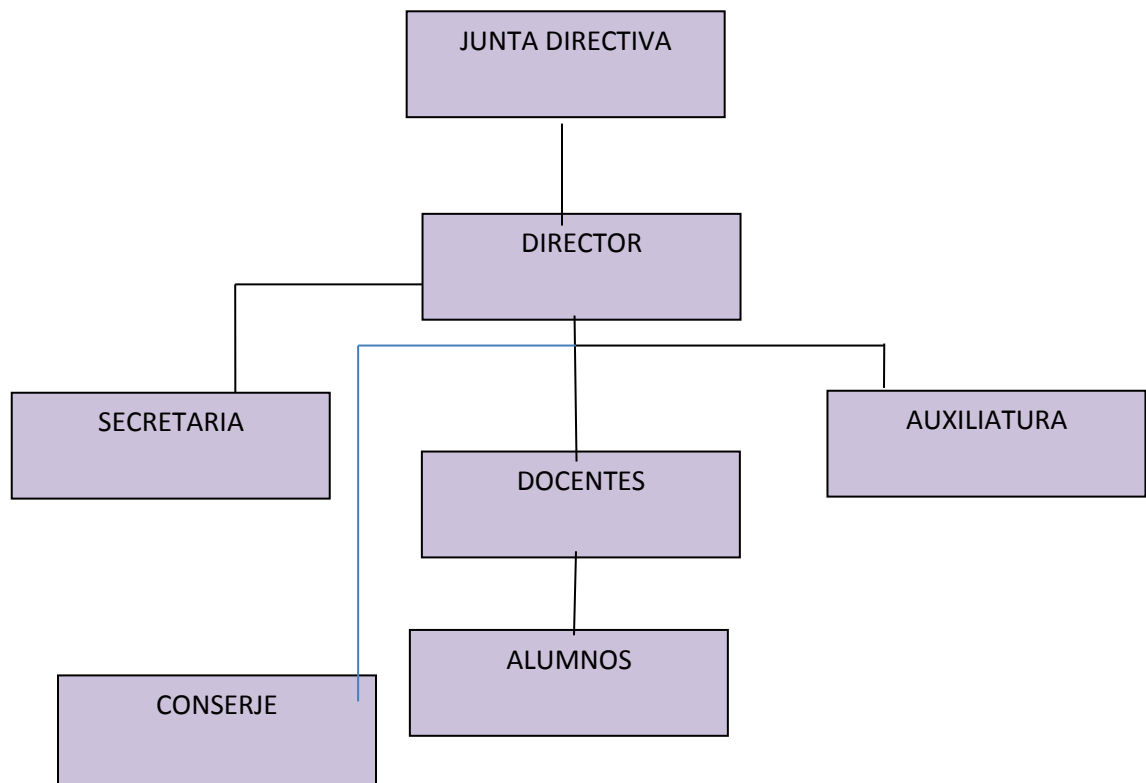 JUNTA DIRECTIVA
DIRECTOR
SECRETARIA
AUXILIATURA
DOCENTES
ALUMNOS
CONSERJE